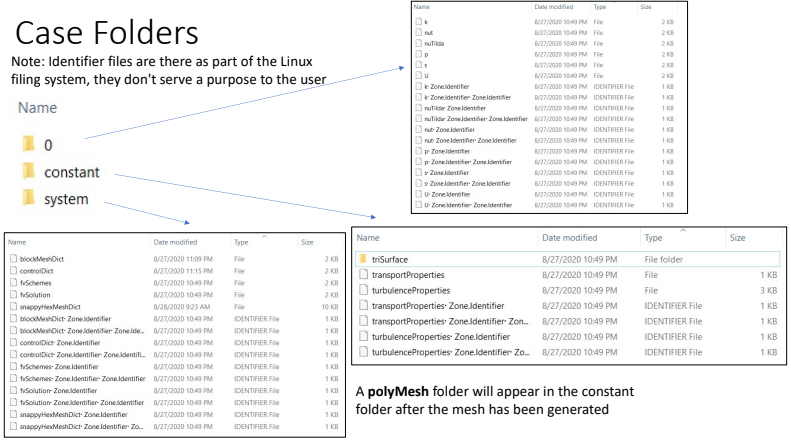 Case Folders
Note: Identifier files are there as part of the Linux
filing system, they don't serve a purpose to the user
Name
0
constant
system
Name Date modified Type Size
k 8/27/2020 10:49 PM File 2 KB
nut 8/27/2020 10:49 PM File 2 KB
nuTilda 8/27/2020 10:49 PM File 2 KB
p 8/27/2020 10:49 PM File 2 KB
s 8/27/2020 10:49 PM File 2 KB
U 8/27/2020 10:49 PM File 2 KB
k· Zone.Identifier 8/27/2020 10:49 PM IDENTIFIER File 1 KB
k· Zone.Identifier· Zone.Identifier 8/27/2020 10:49 PM IDENTIFIER File 1 KB
nuTilda· Zone.Identifier 8/27/2020 10:49 PM IDENTIFIER File 1 KB
nuTilda· Zone.Identifier· Zone.Identifier 8/27/2020 10:49 PM IDENTIFIER File 1 KB
nut· Zone.Identifier 8/27/2020 10:49 PM IDENTIFIER File 1 KB
nut· Zone.Identifier· Zone.Identifier 8/27/2020 10:49 PM IDENTIFIER File 1 KB
p· Zone.Identifier 8/27/2020 10:49 PM IDENTIFIER File 1 KB
p· Zone.Identifier· Zone.Identifier 8/27/2020 10:49 PM IDENTIFIER File 1 KB
s· Zone.Identifier 8/27/2020 10:49 PM IDENTIFIER File 1 KB
s· Zone.Identifier· Zone.Identifier 8/27/2020 10:49 PM IDENTIFIER File 1 KB
U· Zone.Identifier 8/27/2020 10:49 PM IDENTIFIER File 1 KB
U· Zone.Identifier· Zone.Identifier 8/27/2020 10:49 PM IDENTIFIER File 1 KB
Name Date modified Type Size
blockMeshDict 8/27/2020 11:09 PM File 2 KB
controlDict 8/27/2020 11:15 PM File 2 KB
fvSchemes 8/27/2020 10:49 PM File 2 KB
fvSolution 8/27/2020 10:49 PM File 2 KB
snappyHexMeshDict 8/28/2020 9:23 AM File 10 KB
blockMeshDict· Zone.Identifier 8/27/2020 10:49 PM IDENTIFIER File 1 KB
blockMeshDict· Zone.Identifier· Zone.Ide... 8/27/2020 10:49 PM IDENTIFIER File 1 KB
controlDict· Zone.Identifier 8/27/2020 10:49 PM IDENTIFIER File 1 KB
controlDict· Zone.Identifier· Zone.Identifi... 8/27/2020 10:49 PM IDENTIFIER File 1 KB
fvSchemes· Zone.Identifier 8/27/2020 10:49 PM IDENTIFIER File 1 KB
fvSchemes· Zone.Identifier· Zone.Identifier 8/27/2020 10:49 PM IDENTIFIER File 1 KB
fvSolution· Zone.Identifier 8/27/2020 10:49 PM IDENTIFIER File 1 KB
fvSolution· Zone.Identifier· Zone.Identifier 8/27/2020 10:49 PM IDENTIFIER File 1 KB
snappyHexMeshDict· Zone.Identifier 8/27/2020 10:49 PM IDENTIFIER File 1 KB
snappyHexMeshDict· Zone.Identifier· Zo... 8/27/2020 10:49 PM IDENTIFIER File 1 KB
Name Date modified Type Size
triSurface 8/27/2020 10:49 PM File folder
transportProperties 8/27/2020 10:49 PM File 1 KB
turbulenceProperties 8/27/2020 10:49 PM File 3 KB
transportProperties· Zone.Identifier 8/27/2020 10:49 PM IDENTIFIER File 1 KB
transportProperties· Zone.Identifier· Zon... 8/27/2020 10:49 PM IDENTIFIER File 1 KB
turbulenceProperties· Zone.Identifier 8/27/2020 10:49 PM IDENTIFIER File 1 KB
turbulenceProperties· Zone.Identifier· Zo... 8/27/2020 10:49 PM IDENTIFIER File 1 KB
A polyMesh folder will appear in the constant
folder after the mesh has been generated